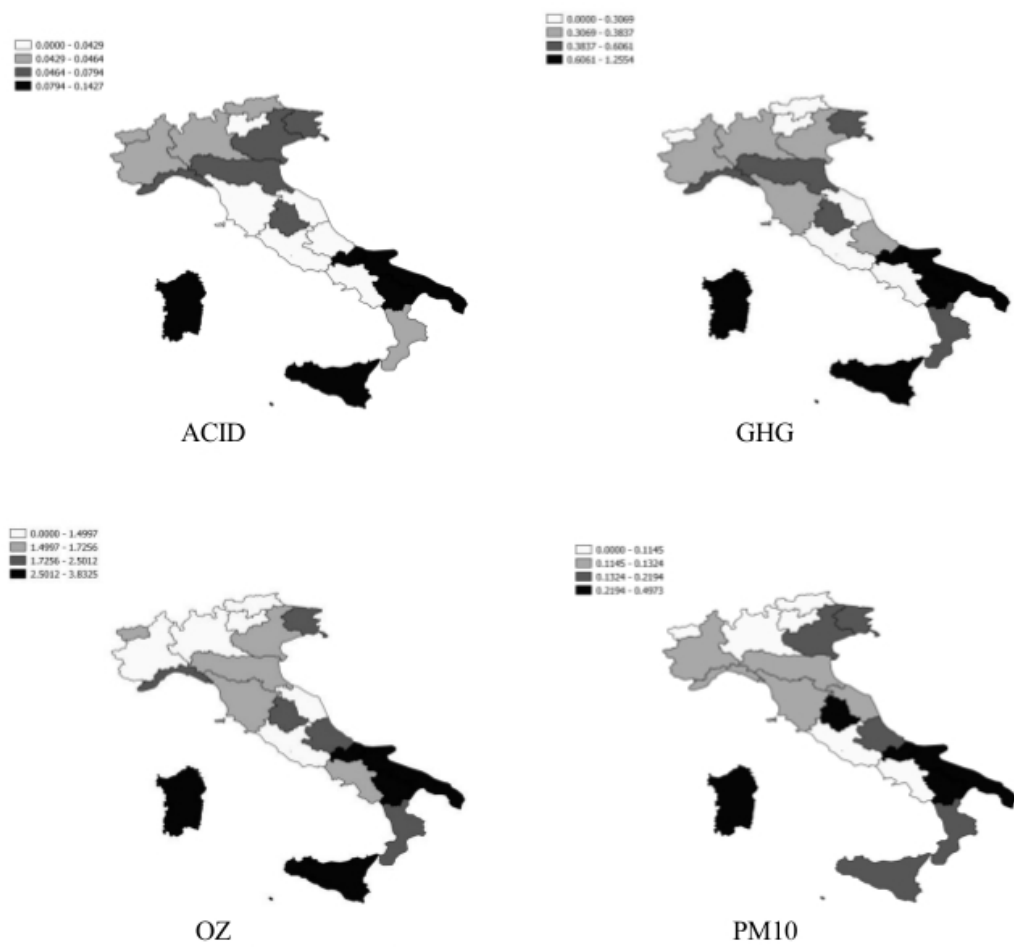 0.0000 - 0.0429
0.0429 - 0.0464
0.0464 - 0.0794
0.0794 - 0.1427
ACID
0.0000 - 0.3069
0.3069 - 0.3837
0.3837 - 0.6061
0.6061 - 1.2554
GHG
0.0000 - 1.4997
1.4997 - 1.7256
1.7256 - 2.5012
2.5012 - 3.8325
OZ
0.0000 - 0.1145
0.1145 - 0.1324
0.1324 - 0.2194
0.2194 - 0.4973
PM10